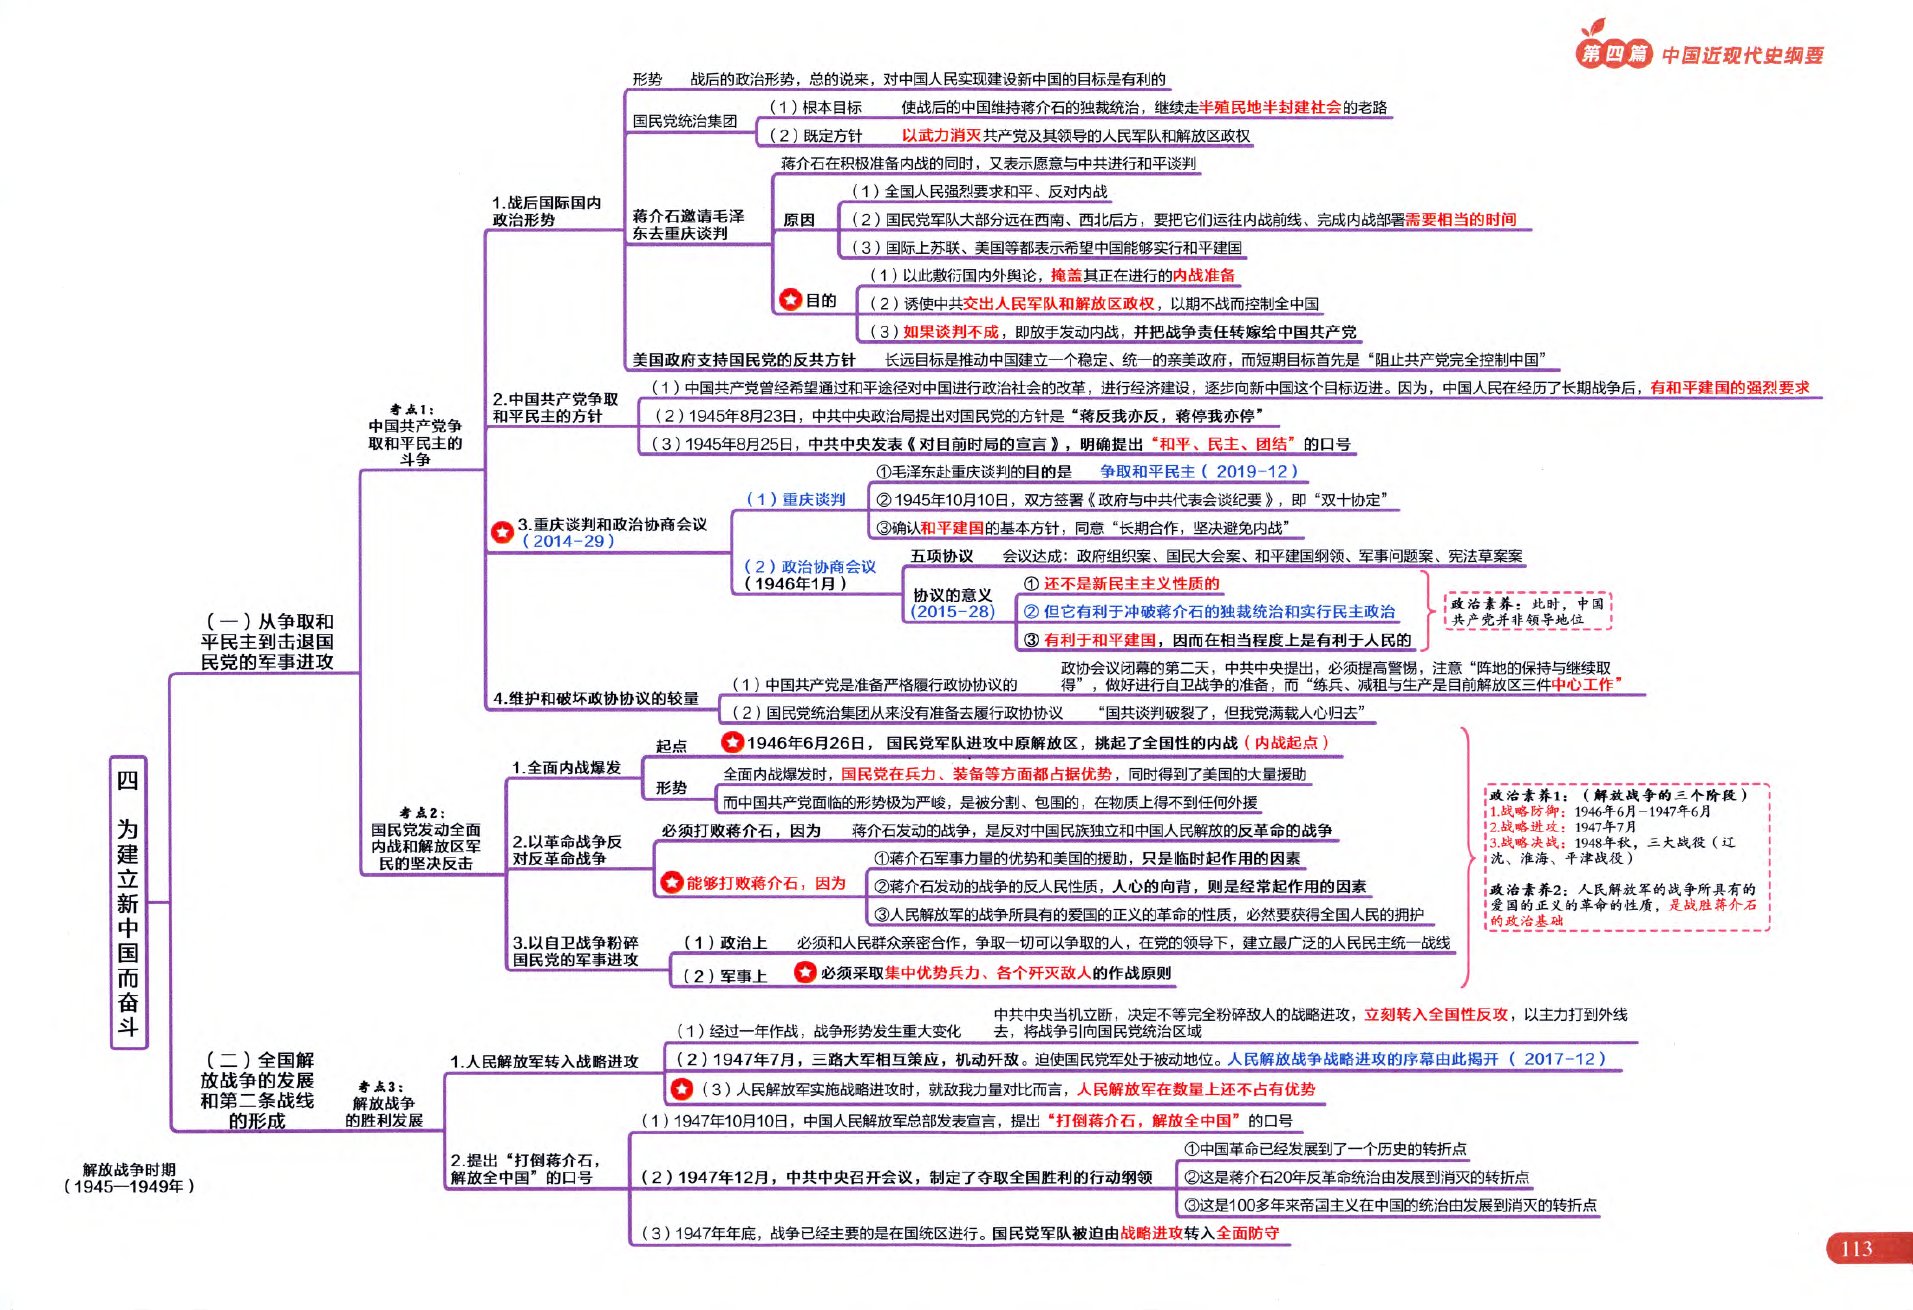 第四篇 中国近现代史纲要
形势 战后的政治形势，总的说来，对中国人民实现建设新中国的目标是有利的
国民党统治集团
（1）根本目标 使战后的中国维持蒋介石的独裁统治，继续走半殖民地半封建社会的老路
（2）既定方针 以武力消灭共产党及其领导的人民军队和解放区政权
1.战后国际国内
政治形势
蒋介石邀请毛泽
东去重庆谈判
蒋介石在积极准备内战的同时，又表示愿意与中共进行和平谈判
原因
（1）全国人民强烈要求和平、反对内战
（2）国民党军队大部分远在西南、西北后方，要把它们运往内战前线、完成内战部署需要相当的时间
（3）国际上苏联、美国等都表示希望中国能够实行和平建国
目的
（1）以此敷衍国内外舆论，掩盖其正在进行的内战准备
（2）诱使中共交出人民军队和解放区政权，以期不战而控制全中国
（3）如果谈判不成，即放手发动内战，并把战争责任转嫁给中国共产党
美国政府支持国民党的反共方针 长远目标是推动中国建立一个稳定、统一的亲美政府，而短期目标首先是“阻止共产党完全控制中国”
考点1：
中国共产党争
取和平民主的
斗争
2.中国共产党争取
和平民主的方针
（1）中国共产党曾经希望通过和平途径对中国进行政治社会的改革，进行经济建设，逐步向新中国这个目标迈进。因为，中国人民在经历了长期战争后，有和平建国的强烈要求
（2）1945年8月23日，中共中央政治局提出对国民党的方针是“蒋反我亦反，蒋停我亦停”
（3）1945年8月25日，中共中央发表《对目前时局的宣言》，明确提出“和平、民主、团结”的口号
3.重庆谈判和政治协商会议
（2014-29）
（1）重庆谈判
①毛泽东赴重庆谈判的目的是 争取和平民主（2019-12）
②1945年10月10日，双方签署《政府与中共代表会谈纪要》，即“双十协定”
③确认和平建国的基本方针，同意“长期合作，坚决避免内战”
（2）政治协商会议
（1946年1月）
五项协议 会议达成：政府组织案、国民大会案、和平建国纲领、军事问题案、宪法草案案
协议的意义
(2015-28)
① 还不是新民主主义性质的
② 但它有利于冲破蒋介石的独裁统治和实行民主政治
③ 有利于和平建国，因而在相当程度上是有利于人民的
政治素养：此时，中国
共产党并非领导地位
（一）从争取和
平民主到击退国
民党的军事进攻
4.维护和破坏政协协议的较量
（1）中国共产党是准备严格履行政协协议的
政协会议闭幕的第二天，中共中央提出，必须提高警惕，注意“阵地的保持与继续取
得”，做好进行自卫战争的准备，而“练兵、减租与生产是目前解放区三件中心工作”
（2）国民党统治集团从来没有准备去履行政协协议 “国共谈判破裂了，但我党满载人心归去”
考点2：
国民党发动全面
内战和解放区军
民的坚决反击
1.全面内战爆发
起点 1946年6月26日，国民党军队进攻中原解放区，挑起了全国性的内战（内战起点）
形势
全面内战爆发时，国民党在兵力、装备等方面都占据优势，同时得到了美国的大量援助
而中国共产党面临的形势极为严峻，是被分割、包围的，在物质上得不到任何外援
2.以革命战争反
对反革命战争
必须打败蒋介石，因为 蒋介石发动的战争，是反对中国民族独立和中国人民解放的反革命的战争
能够打败蒋介石，因为
①蒋介石军事力量的优势和美国的援助，只是临时起作用的因素
②蒋介石发动的战争的反人民性质，人心的向背，则是经常起作用的因素
③人民解放军的战争所具有的爱国的正义的革命的性质，必然要获得全国人民的拥护
3.以自卫战争粉碎
国民党的军事进攻
（1）政治上 必须和人民群众亲密合作，争取一切可以争取的人，在党的领导下，建立最广泛的人民民主统一战线
（2）军事上 必须采取集中优势兵力、各个歼灭敌人的作战原则
政治素养1：（解放战争的三个阶段）
1.战略防御：1946年6月-1947年6月
2.战略进攻：1947年7月
3.战略决战：1948年秋，三大战役（辽
沈、淮海、平津战役）
政治素养2：人民解放军的战争所具有的
爱国的正义的革命的性质，是战胜蒋介石
的政治基础
四 为建立新中国而奋斗
（二）全国解
放战争的发展
和第二条战线
的形成
考点3：
解放战争
的胜利发展
1.人民解放军转入战略进攻
（1）经过一年作战，战争形势发生重大变化
中共中央当机立断，决定不等完全粉碎敌人的战略进攻，立刻转入全国性反攻，以主力打到外线
去，将战争引向国民党统治区域
（2）1947年7月，三路大军相互策应，机动歼敌。迫使国民党军处于被动地位。人民解放战争战略进攻的序幕由此揭开（2017-12）
（3）人民解放军实施战略进攻时，就敌我力量对比而言，人民解放军在数量上还不占有优势
2.提出“打倒蒋介石，
解放全中国”的口号
（1）1947年10月10日，中国人民解放军总部发表宣言，提出“打倒蒋介石，解放全中国”的口号
（2）1947年12月，中共中央召开会议，制定了夺取全国胜利的行动纲领
①中国革命已经发展到了一个历史的转折点
②这是蒋介石20年反革命统治由发展到消灭的转折点
③这是100多年来帝国主义在中国的统治由发展到消灭的转折点
（3）1947年年底，战争已经主要的是在国统区进行。国民党军队被迫由战略进攻转入全面防守
解放战争时期
（1945—1949年）
113